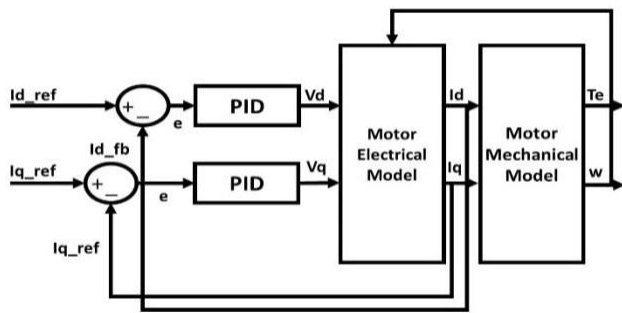 Id_ref
+
_
e
PID
Vd
Motor
Electrical
Model
Id
Motor
Mechanical
Model
Te
Id_fb
Iq_ref
+
_
e
PID
Vq
Iq
w
Iq_ref